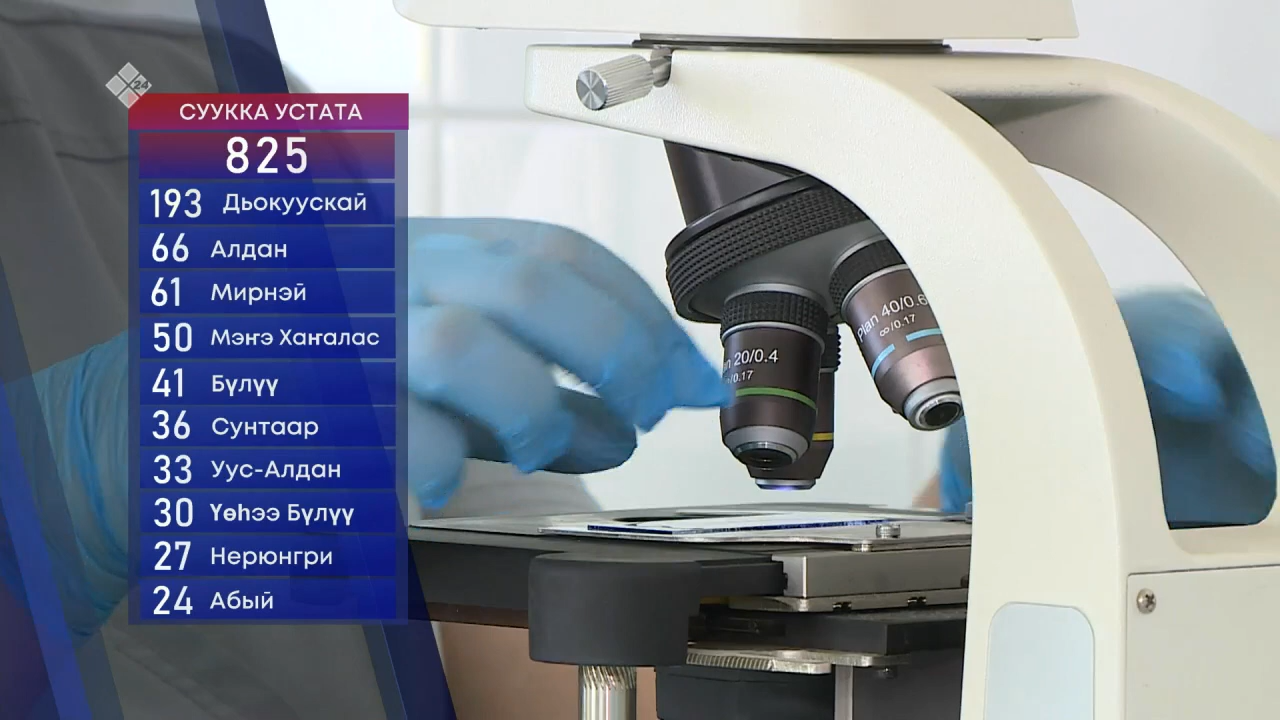 X24
СУУККА УСТАТА
825
193 Дьокуускай
66 Алдан
61 Мирнэй
50 Мэҥэ Хаҥалас
41 Бүлүү
36 Сунтаар
33 Уус-Алдан
30 Үөһээ Бүлүү
27 Нерюнгри
24 Абый
20/0.4
/0.17
Plan 40/0.6
∞/0.17